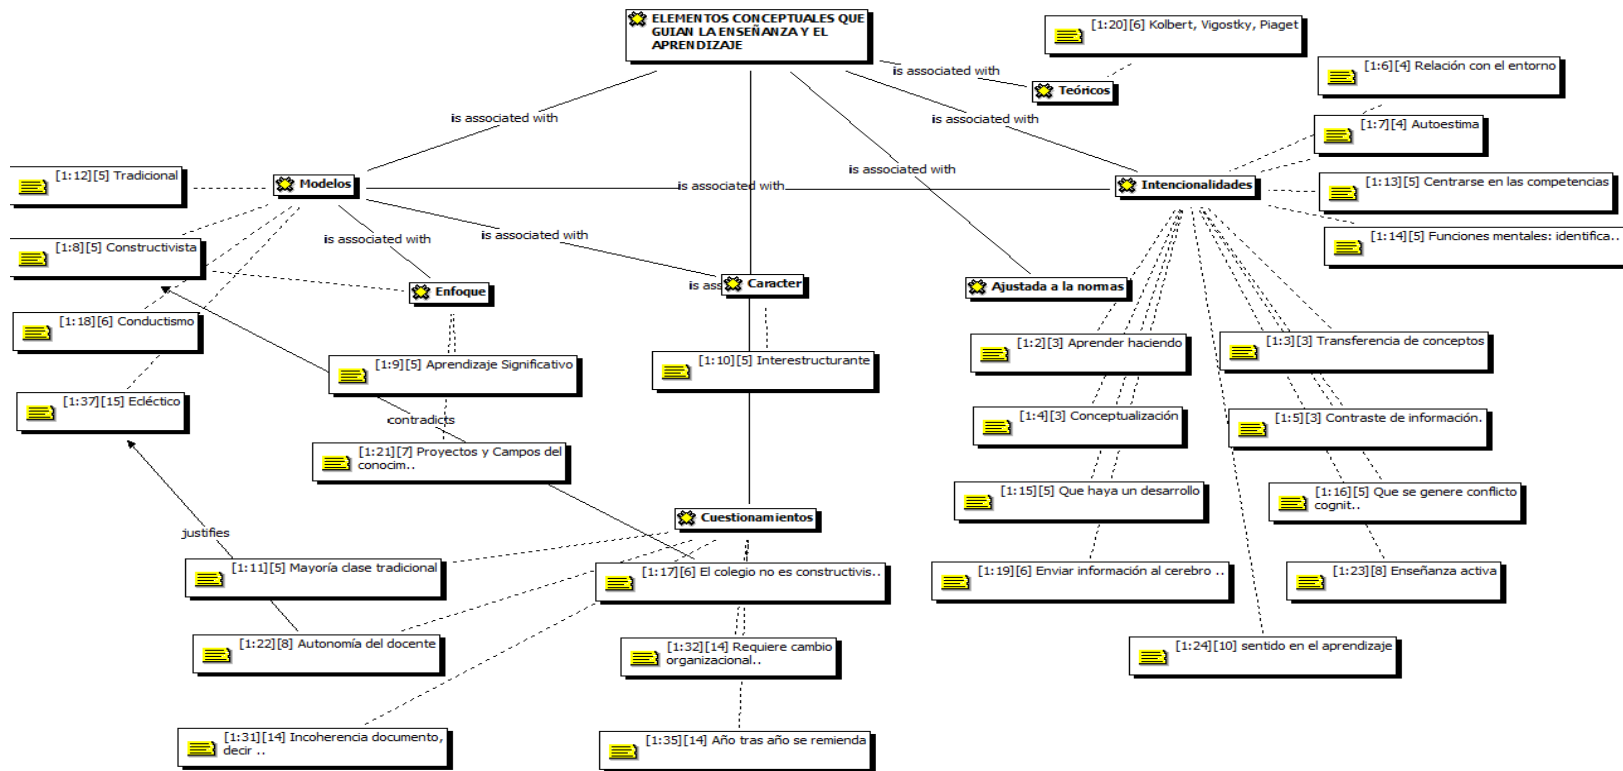 ELEMENTOS CONCEPTUALES QUE
GUIAN LA ENSEÑANZA Y EL
APRENDIZAJE
[1:20][6] Kolbert, Vigostky, Piaget
is associated with
Teóricos
[1:6][4] Relación con el entorno
is associated with
is associated with
[1:7][4] Autoestima
is associated with
[1:12][5] Tradicional
Modelos
is associated with
Intencionalidades
[1:13][5] Centrarse en las competencias
[1:8][5] Constructivista
is associated with
is associated with
[1:14][5] Funciones mentales: identifica..
Enfoque
is ass
Caracter
Ajustada a la normas
[1:18][6] Conductismo
[1:9][5] Aprendizaje Significativo
[1:10][5] Interestructurante
[1:2][3] Aprender haciendo
[1:3][3] Transferencia de conceptos
[1:37][15] Ecléctico
contradicts
[1:4][3] Conceptualización
[1:5][3] Contraste de información.
[1:21][7] Proyectos y Campos del
conocim..
[1:15][5] Que haya un desarrollo
[1:16][5] Que se genere conflicto
cognit..
Cuestionamientos
justifies
[1:11][5] Mayoría clase tradicional
[1:17][6] El colegio no es constructivis..
[1:19][6] Enviar información al cerebro ..
[1:23][8] Enseñanza activa
[1:22][8] Autonomía del docente
[1:32][14] Requiere cambio
organizacional..
[1:24][10] sentido en el aprendizaje
[1:31][14] Incoherencia documento,
decir ..
[1:35][14] Año tras año se remienda